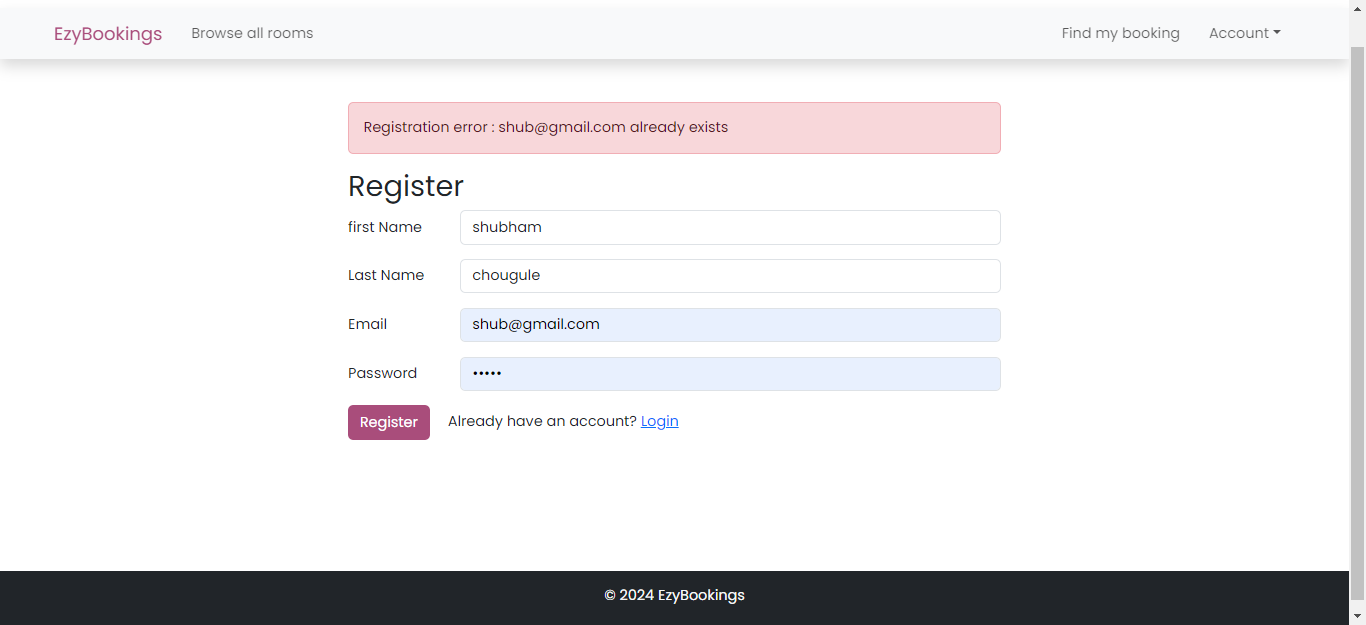 EzyBookings Browse all rooms Find my booking Account
Registration error : shub@gmail.com already exists
Register
first Name shubham
Last Name chougule
Email shub@gmail.com
Password •••••
Register Already have an account? Login
© 2024 EzyBookings